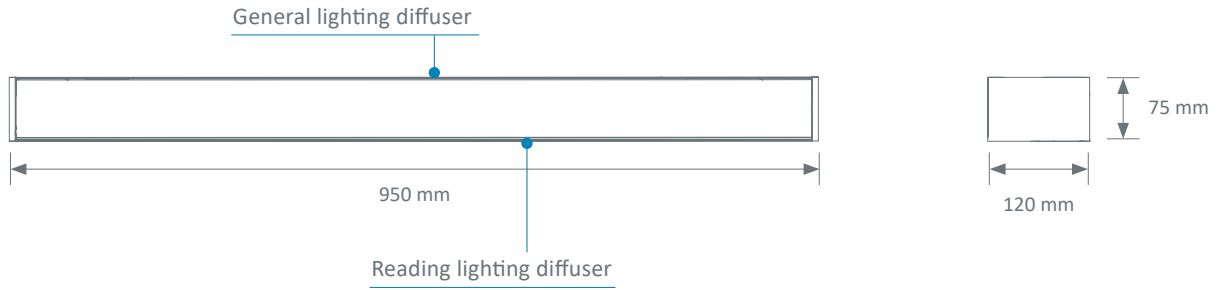 General lighting diffuser
75 mm
950 mm
120 mm
Reading lighting diffuser